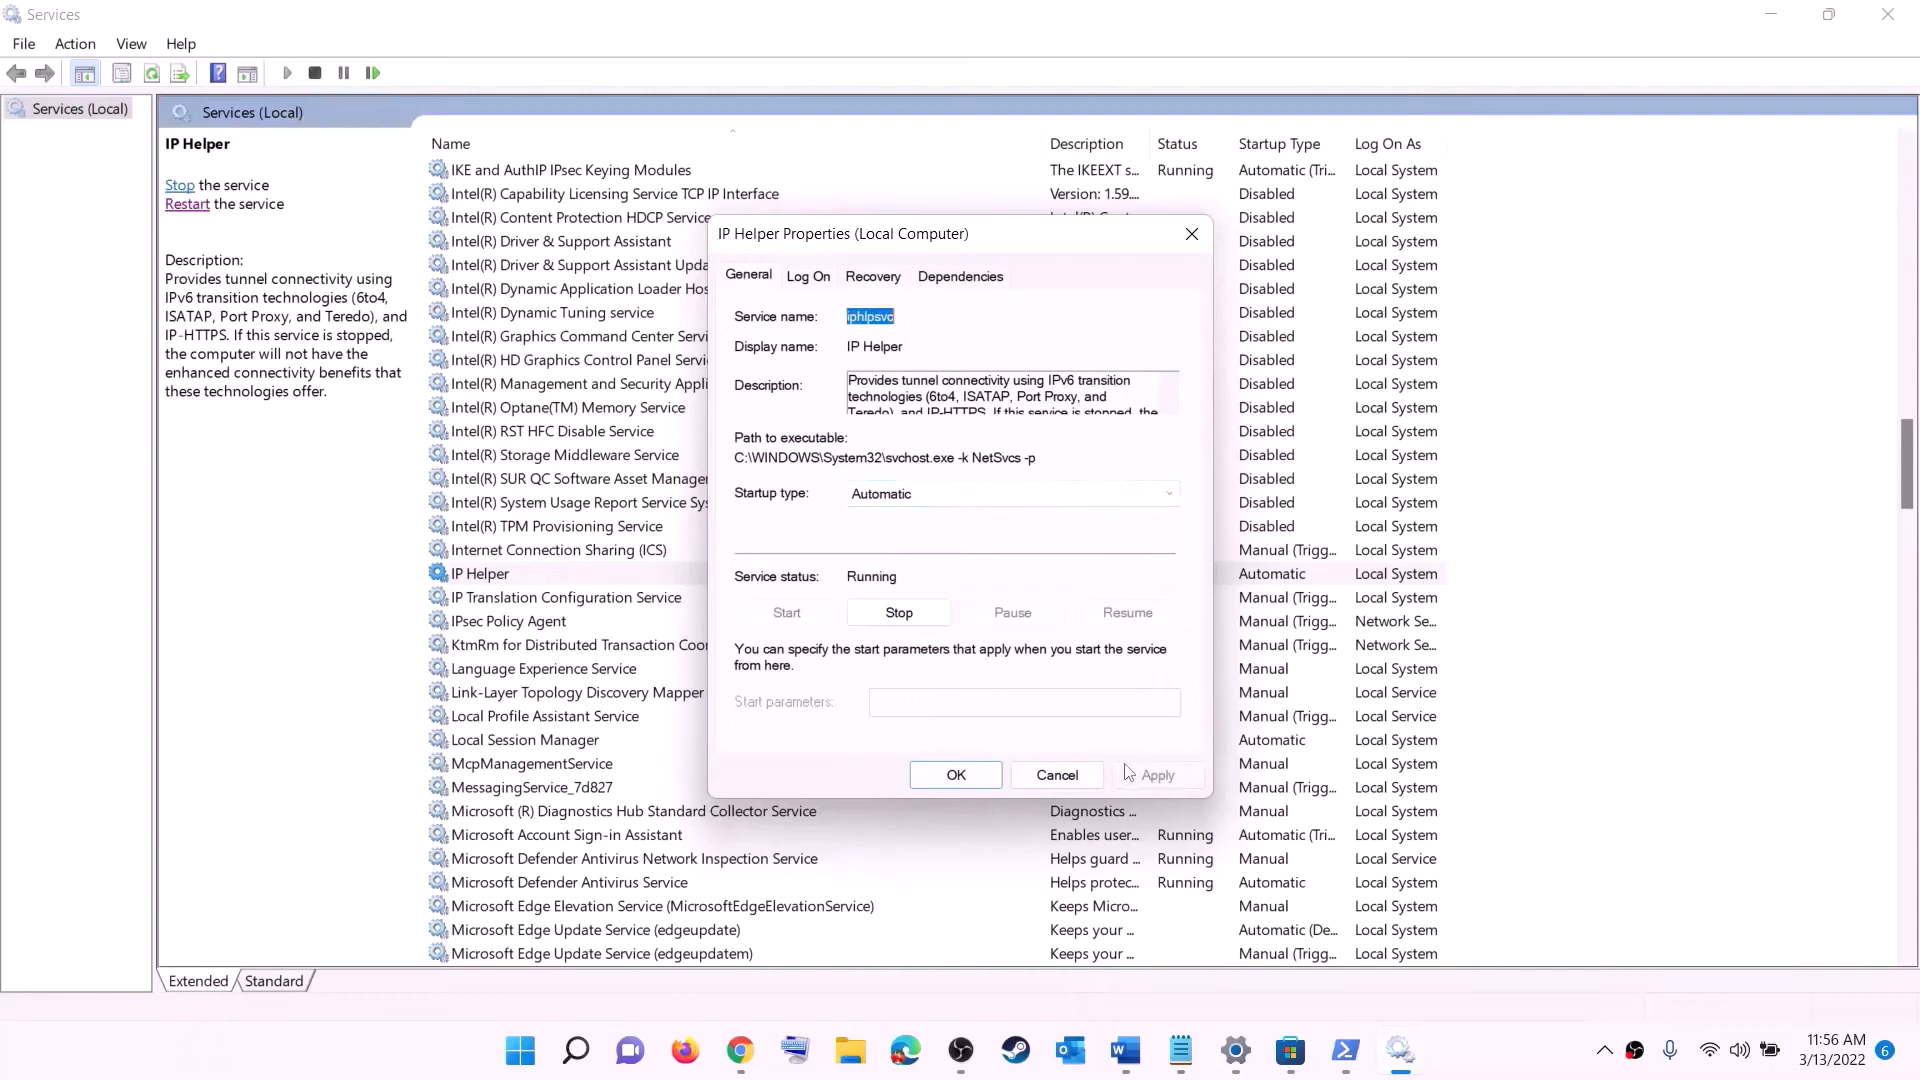 Services
File Action View Help
Services (Local)
Services (Local)
IP Helper
Stop the service
Restart the service
Description:
Provides tunnel connectivity using
IPv6 transition technologies (6to4,
ISATAP, Port Proxy, and Teredo), and
IP-HTTPS. If this service is stopped,
the computer will not have the
enhanced connectivity benefits that
these technologies offer.
Name Description Status Startup Type Log On As
IKE and AuthIP IPsec Keying Modules The IKEEXT s... Running Automatic (Tri... Local System
Intel(R) Capability Licensing Service TCP IP Interface Version: 1.59.... Disabled Local System
Intel(R) Content Protection HDCP Service Disabled Local System
Intel(R) Driver & Support Assistant Disabled Local System
Intel(R) Driver & Support Assistant Upda Disabled Local System
Intel(R) Dynamic Application Loader Hos Disabled Local System
Intel(R) Dynamic Tuning service Disabled Local System
Intel(R) Graphics Command Center Servi Disabled Local System
Intel(R) HD Graphics Control Panel Servi Disabled Local System
Intel(R) Management and Security Appli Disabled Local System
Intel(R) Optane(TM) Memory Service Disabled Local System
Intel(R) RST HFC Disable Service Disabled Local System
Intel(R) Storage Middleware Service Disabled Local System
Intel(R) SUR QC Software Asset Manager Disabled Local System
Intel(R) System Usage Report Service Sys Disabled Local System
Intel(R) TPM Provisioning Service Disabled Local System
Internet Connection Sharing (ICS) Manual (Trigg... Local System
IP Helper Automatic Local System
IP Translation Configuration Service Manual (Trigg... Local System
IPsec Policy Agent Manual (Trigg... Network Se...
KtmRm for Distributed Transaction Coor Manual (Trigg... Network Se...
Language Experience Service Manual Local System
Link-Layer Topology Discovery Mapper Manual Local Service
Local Profile Assistant Service Manual (Trigg... Local Service
Local Session Manager Automatic Local System
McpManagementService Manual Local System
MessagingService_7d827 Manual (Trigg... Local System
Microsoft (R) Diagnostics Hub Standard Collector Service Diagnostics ... Manual Local System
Microsoft Account Sign-in Assistant Enables user... Running Automatic (Tri... Local System
Microsoft Defender Antivirus Network Inspection Service Helps guard ... Running Manual Local Service
Microsoft Defender Antivirus Service Helps protec... Running Automatic Local System
Microsoft Edge Elevation Service (MicrosoftEdgeElevationService) Keeps Micro... Manual Local System
Microsoft Edge Update Service (edgeupdate) Keeps your ... Automatic (De... Local System
Microsoft Edge Update Service (edgeupdatem) Keeps your ... Manual (Trigg... Local System
IP Helper Properties (Local Computer)
General Log On Recovery Dependencies
Service name: iphlpsvc
Display name: IP Helper
Description: Provides tunnel connectivity using IPv6 transition
technologies (6to4, ISATAP, Port Proxy, and
Teredo), and IP-HTTPS. If this service is stopped, the
Path to executable:
C:\WINDOWS\System32\svchost.exe -k NetSvcs -p
Startup type: Automatic
Service status: Running
Start Stop Pause Resume
You can specify the start parameters that apply when you start the service
from here.
Start parameters:
OK Cancel Apply
Extended Standard
11:56 AM
3/13/2022
6